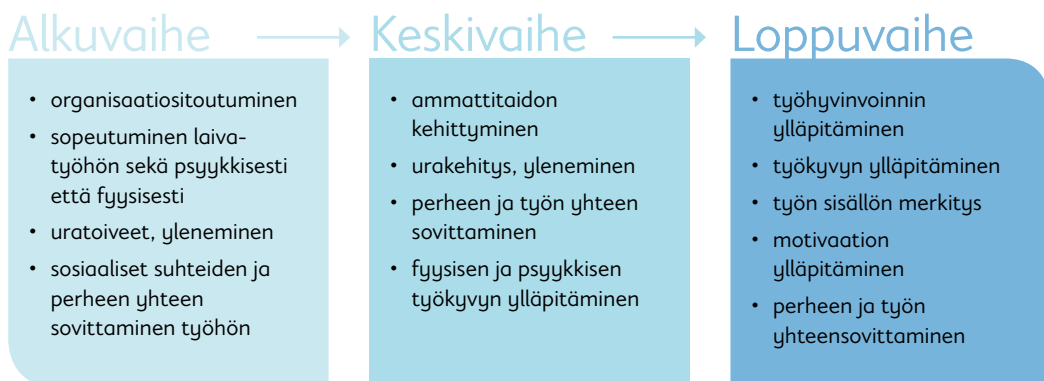 Alkuvaihe
• organisaatiositoutuminen
• sopeutuminen laiva-
työhön sekä psyykkisesti
että fyysisesti
• uratoiveet, yleneminen
• sosiaaliset suhteiden ja
perheen yhteen
sovittaminen työhön
Keskivaihe
• ammattitaidon
kehittyminen
• urakehitys, yleneminen
• perheen ja työn yhteen
sovittaminen
• fyysisen ja psyykkisen
työkyvyn ylläpitäminen
Loppuvaihe
• työhyvinvoinnin
ylläpitäminen
• työkyvyn ylläpitäminen
• työn sisällön merkitys
• motivaation
ylläpitäminen
• perheen ja työn
yhteensovittaminen